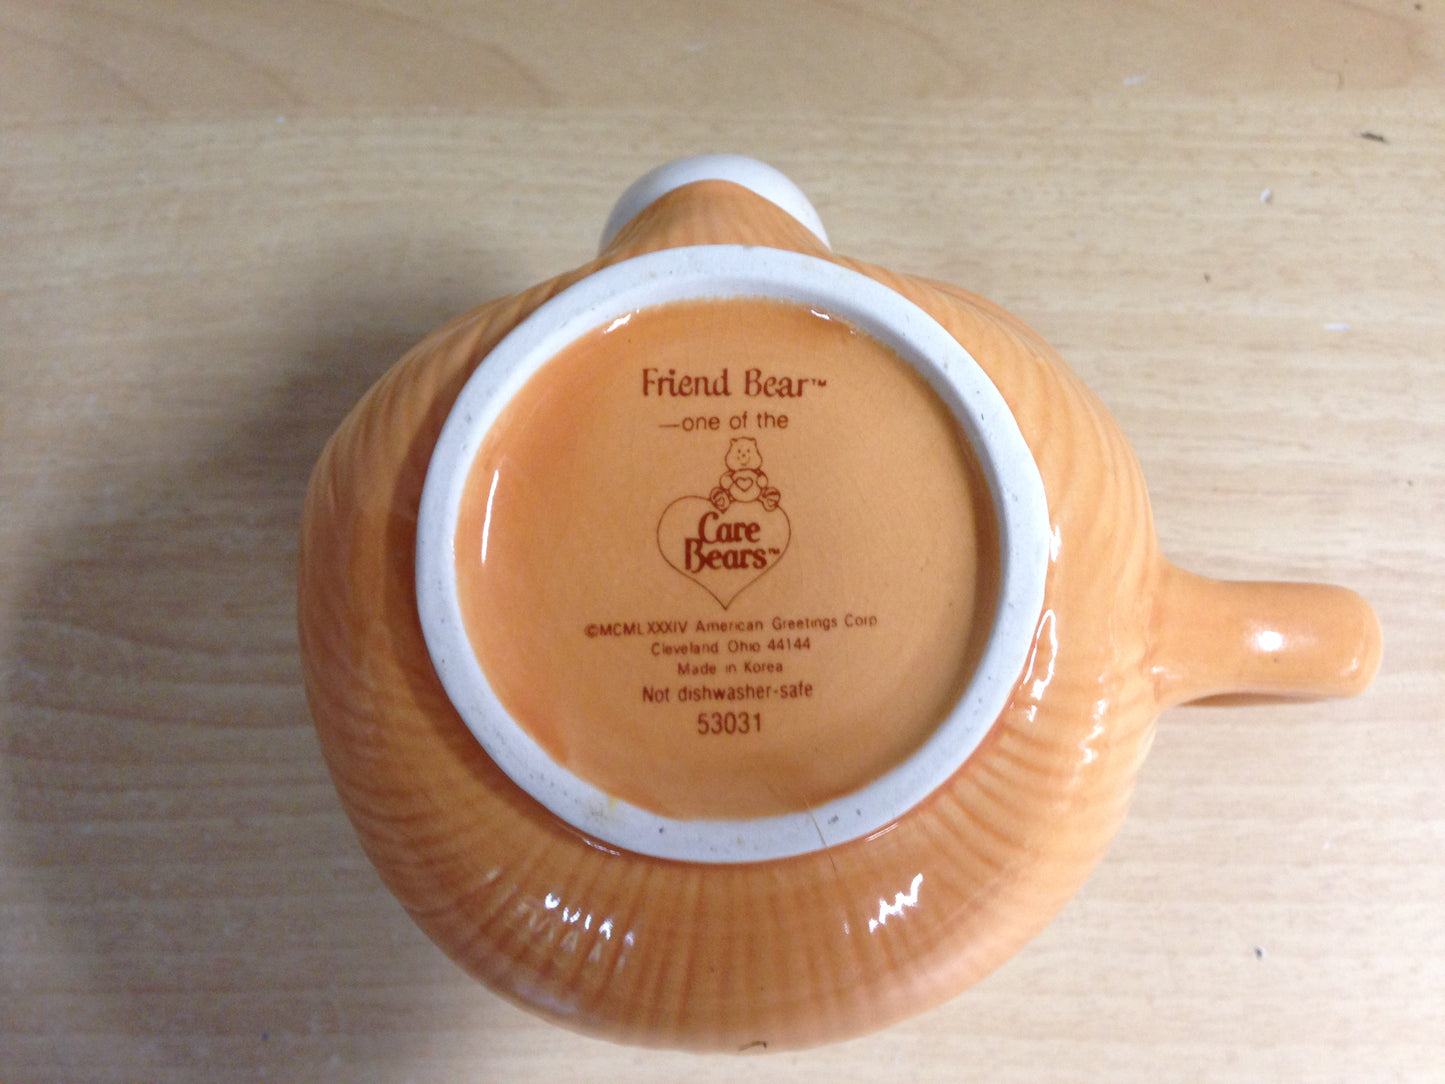 Friend Bear™
—one of the
Care
Bears™
©MCMLXXXIV American Greetings Corp
Cleveland Ohio 44144
Made in Korea
Not dishwasher-safe
53031